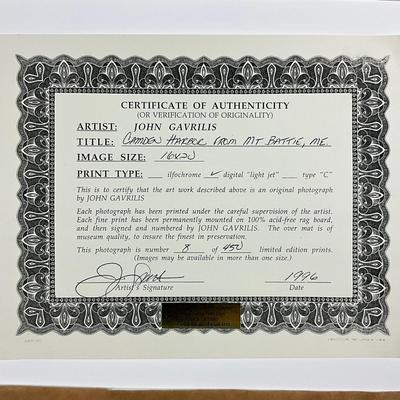 CERTIFICATE OF AUTHENTICITY
(OR VERIFICATION OF ORIGINALITY)
ARTIST: JOHN GAVRILIS
TITLE: CAMDEN HARBOR FROM MT. BATTIE, ME.
IMAGE SIZE: 16x20
PRINT TYPE: ___ ilfochrome ✓ digital "light jet" ___ type "C"
This is to certify that the art work described above is an original photograph
by JOHN GAVRILIS
Each photograph has been printed under the careful supervision of the artist.
Each fine print has been permanently mounted on 100% acid-free rag board,
and then signed and numbered by JOHN GAVRILIS. The over mat is of
museum quality, to insure the finest in preservation.
This photograph is number 8 of 450 limited edition prints.
(Images may be available in more than one size.)
1996
Artist's Signature Date